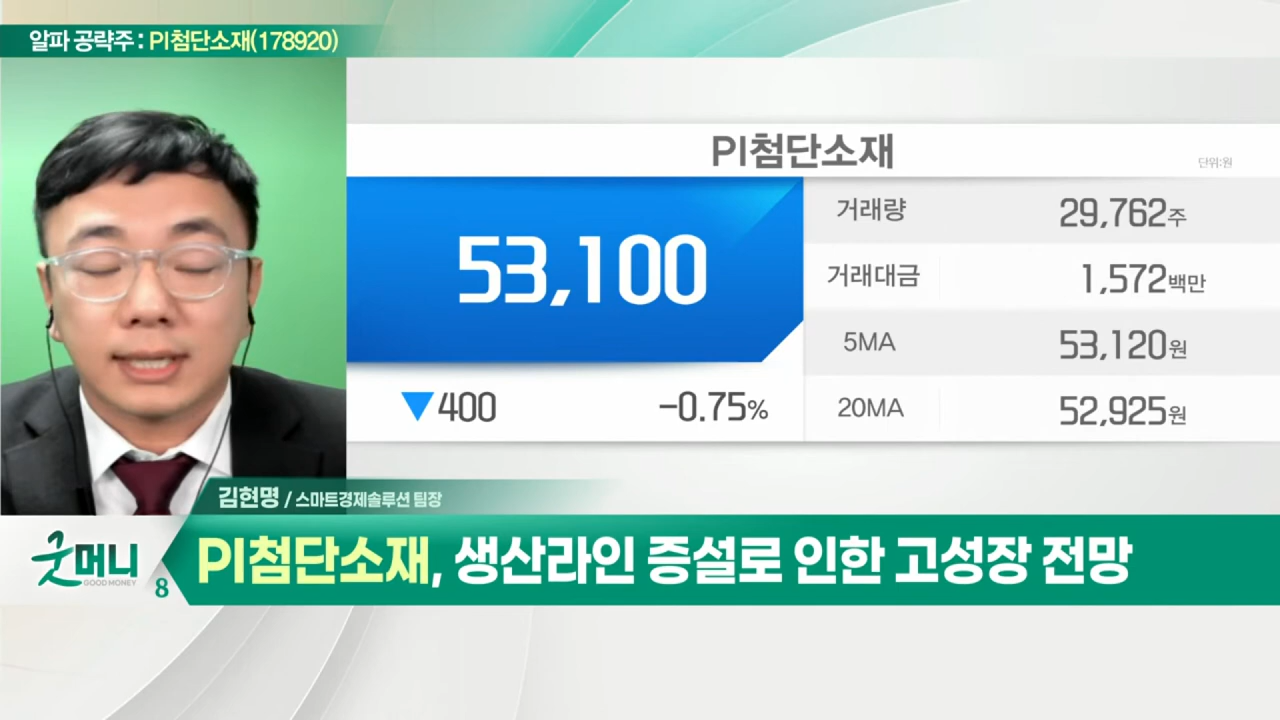 알파 공략주 : PI첨단소재(178920)
PI첨단소재
단위:원
53,100
▼400 -0.75%
거래량 29,762주
거래대금 1,572백만
5MA 53,120원
20MA 52,925원
김현명 / 스마트경제솔루션 팀장
굿머니
GOOD MONEY
8
PI첨단소재, 생산라인 증설로 인한 고성장 전망